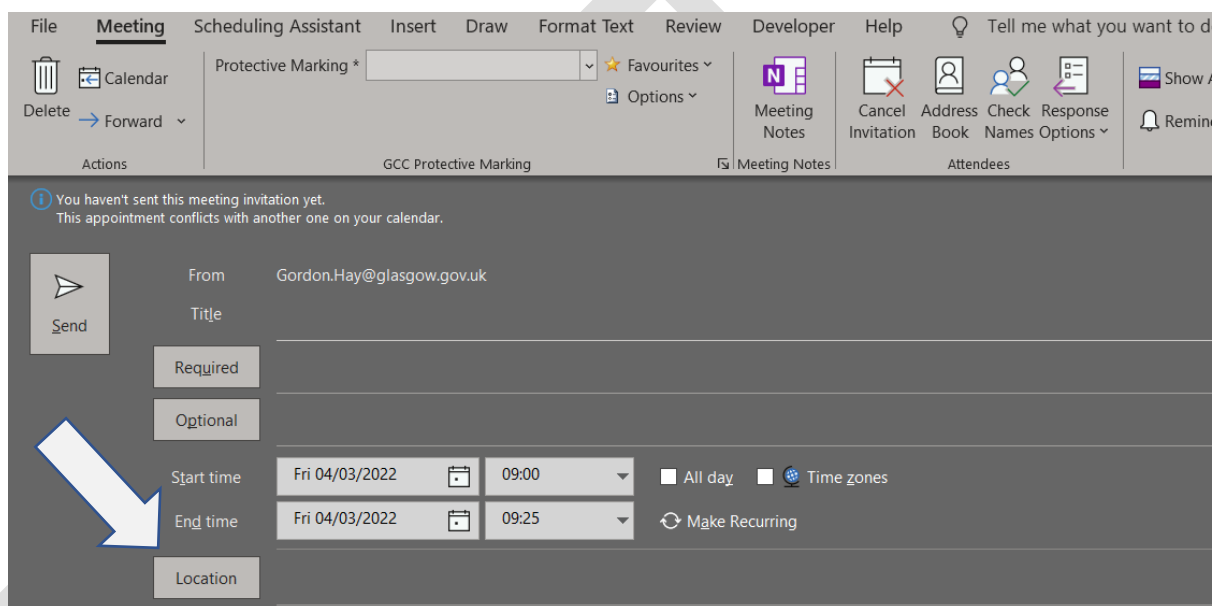 File Meeting Scheduling Assistant Insert Draw Format Text Review Developer Help Tell me what you want to d
Delete
Calendar
Forward
Actions
Protective Marking *
Favourites
Options
GCC Protective Marking
Meeting
Notes
Meeting Notes
Cancel
Invitation
Address
Book
Check
Names
Response
Options
Attendees
Show A
Remin
You haven't sent this meeting invitation yet.
This appointment conflicts with another one on your calendar.
Send
From Gordon.Hay@glasgow.gov.uk
Title
Required
Optional
Start time Fri 04/03/2022 09:00 All day Time zones
End time Fri 04/03/2022 09:25 Make Recurring
Location